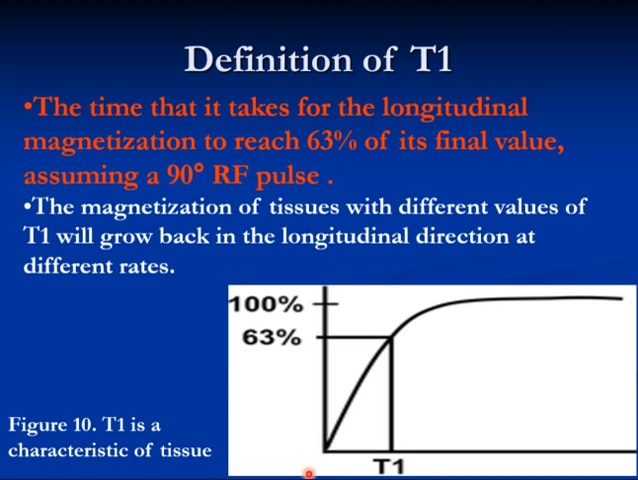 Definition of T1
•The time that it takes for the longitudinal
magnetization to reach 63% of its final value,
assuming a 90° RF pulse .
•The magnetization of tissues with different values of
T1 will grow back in the longitudinal direction at
different rates.
100%
63%
T1
Figure 10. T1 is a
characteristic of tissue